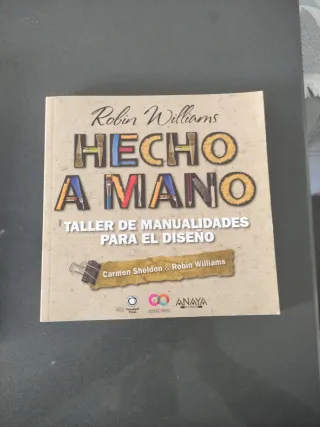 Robin Williams
HECHO
A MANO
TALLER DE MANUALIDADES
PARA EL DISEÑO
Carmen Sheldon & Robin Williams
ANAYA